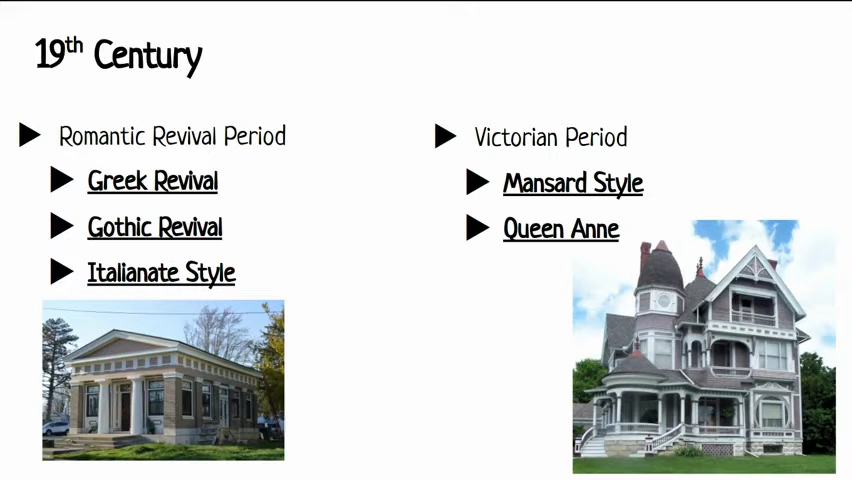 19th Century
Romantic Revival Period
Greek Revival
Gothic Revival
Italianate Style
Victorian Period
Mansard Style
Queen Anne